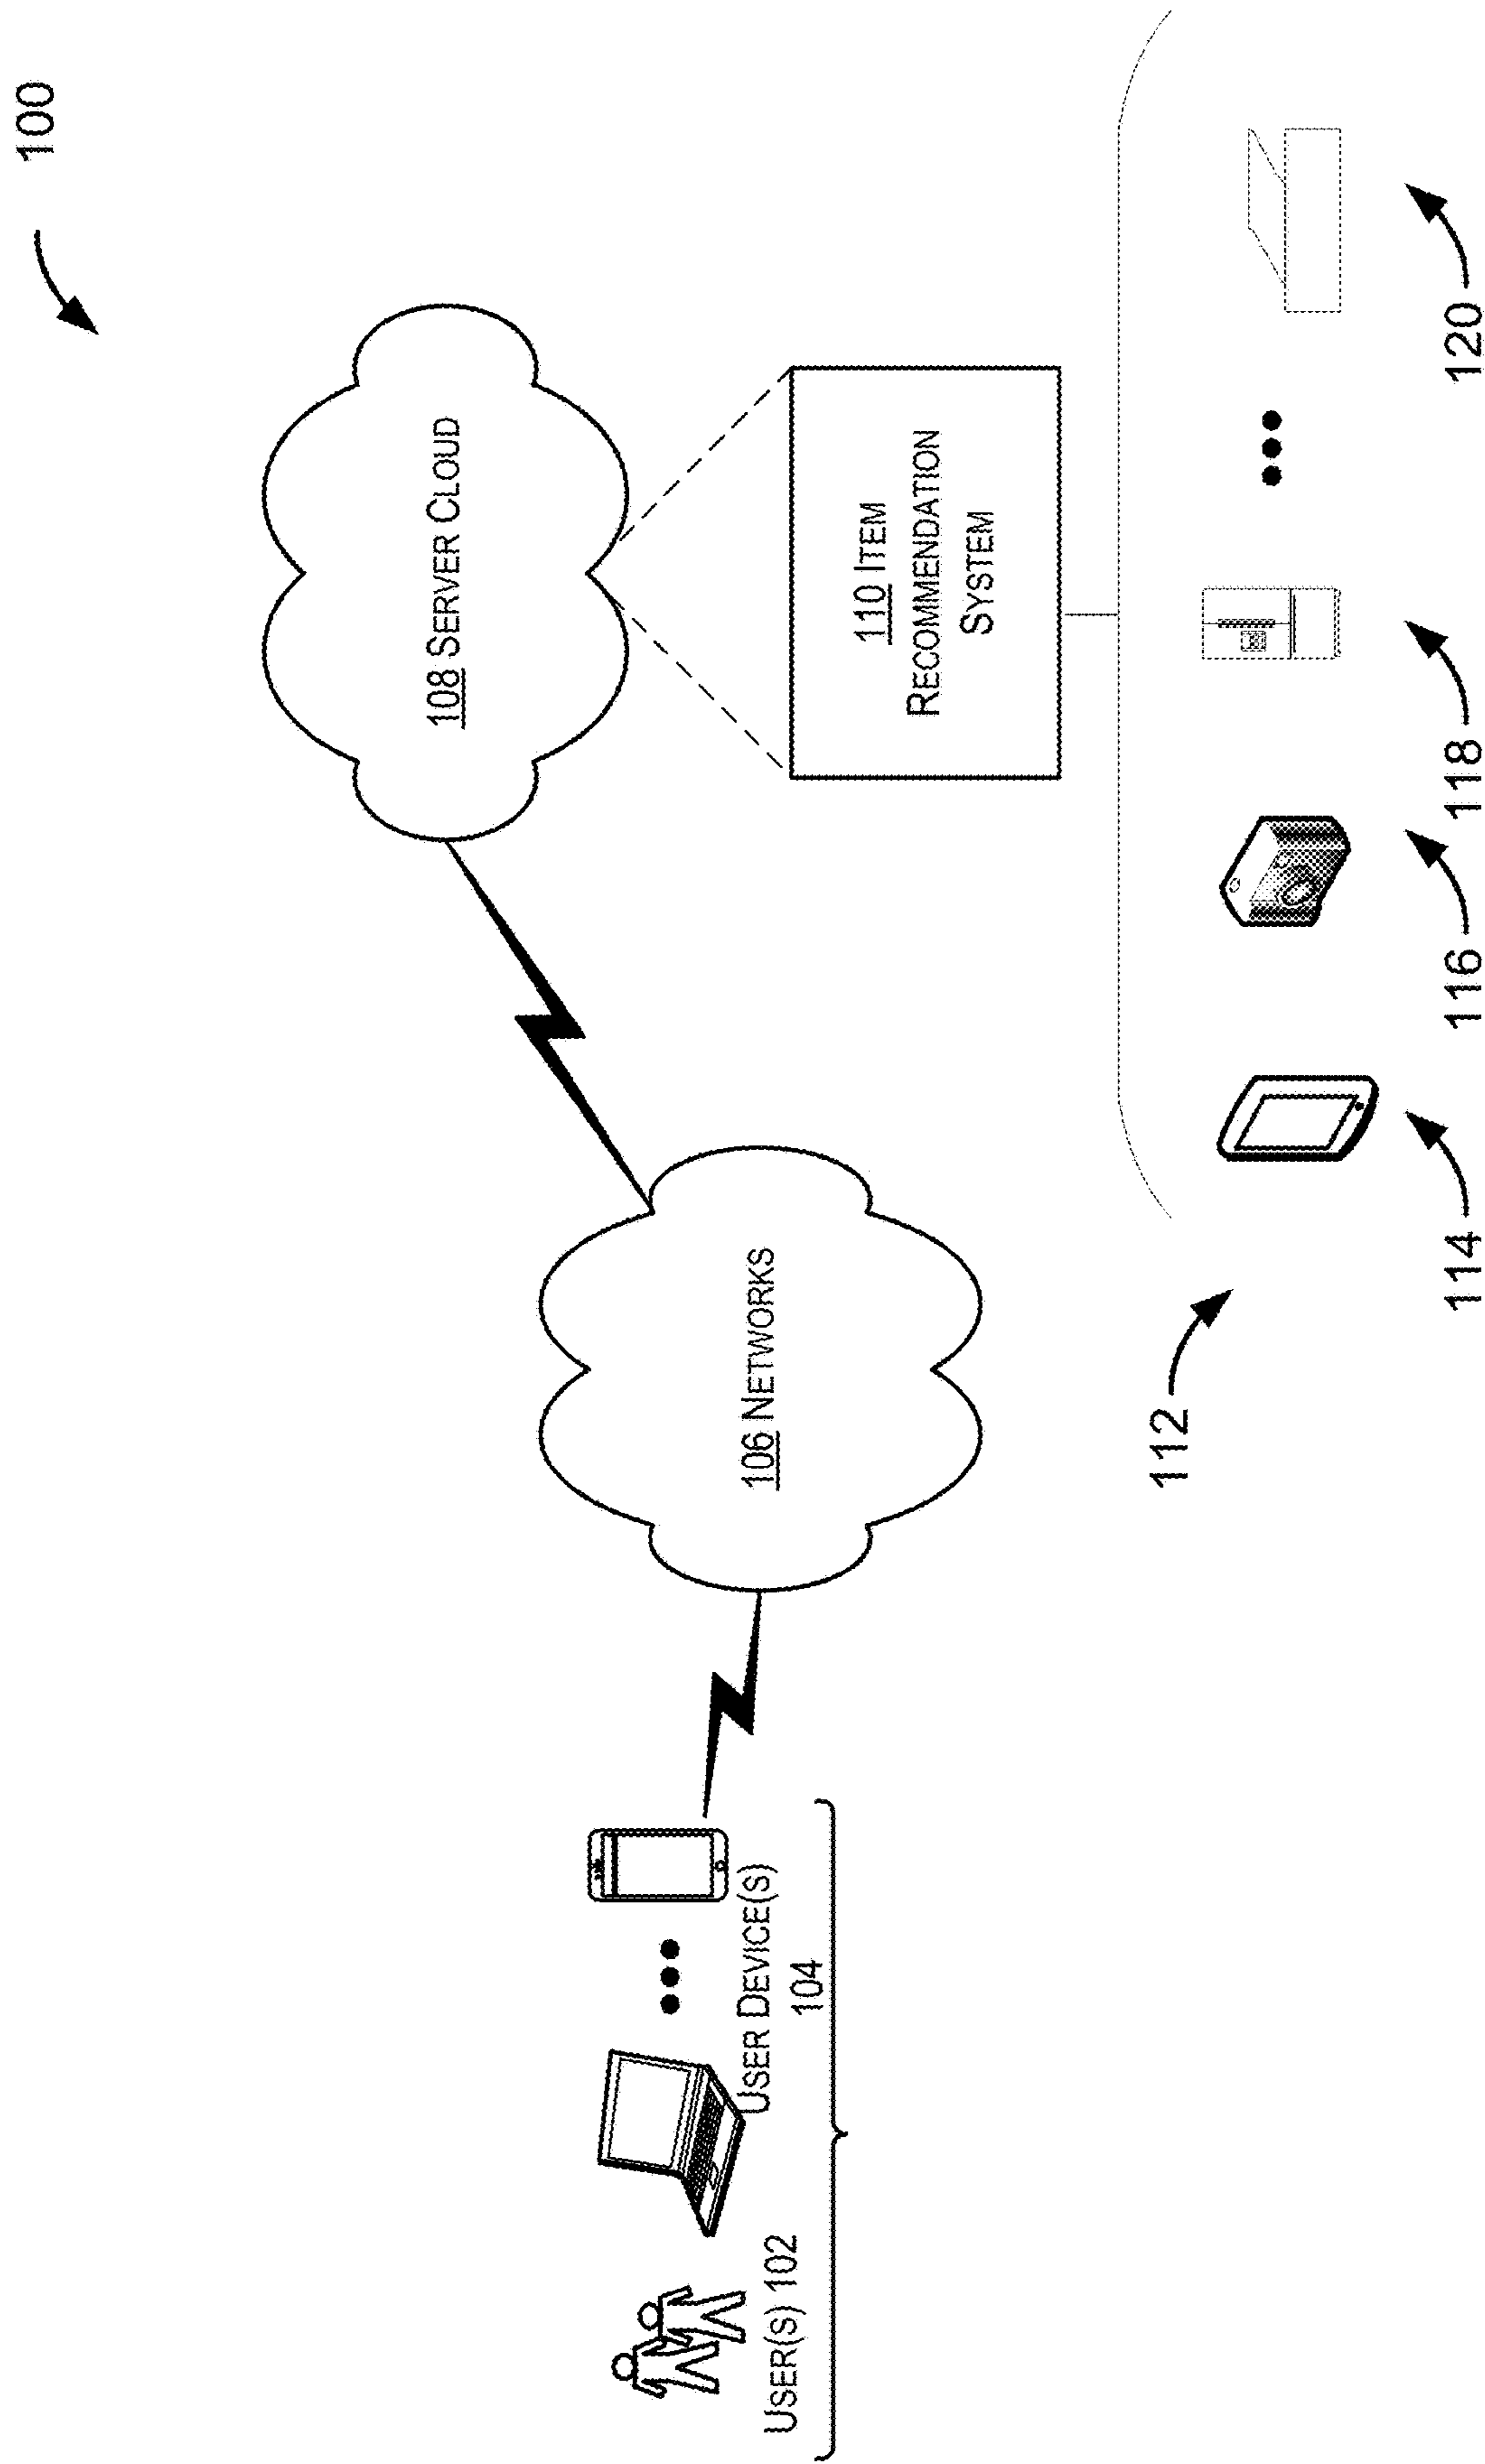 100
108 SERVER CLOUD
106 NETWORKS
110 ITEM
RECOMMENDATION
SYSTEM
USER(S) 102
USER DEVICE(S)
104
112
114
116
118
120